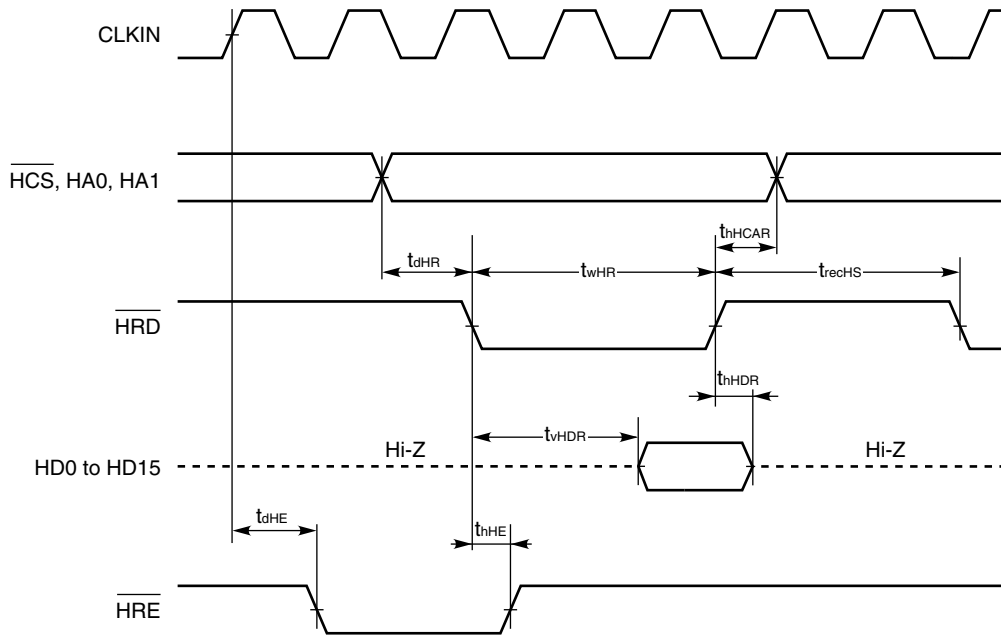 CLKIN
HCS, HA0, HA1
thHCAR
tdHR
twHR
trecHS
HRD
thHDR
tvHDR
Hi-Z
Hi-Z
HD0 to HD15
tdHE
thHE
HRE